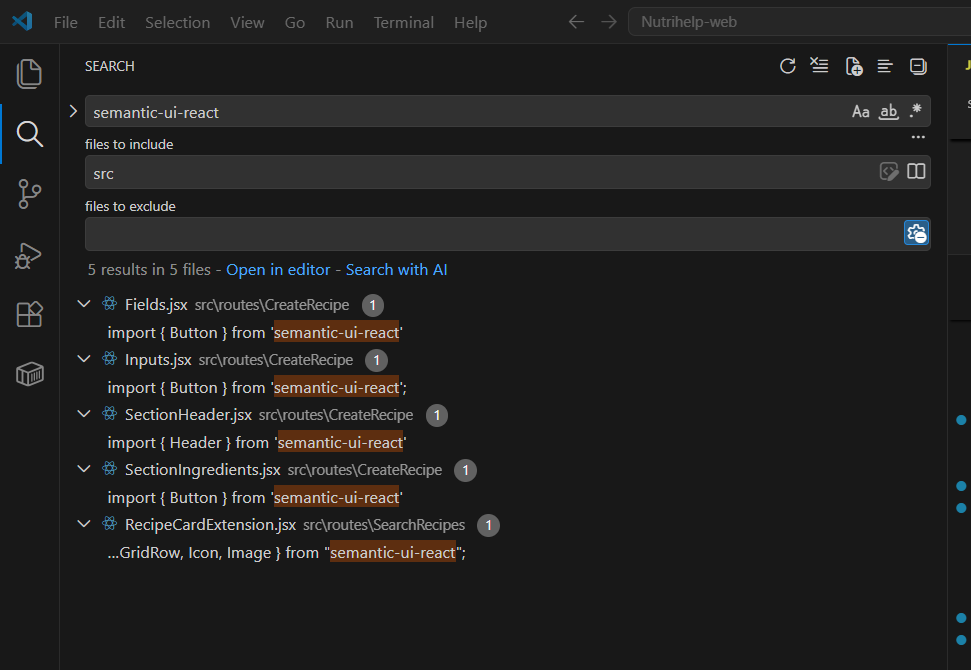 File Edit Selection View Go Run Terminal Help Nutrihelp-web
SEARCH
semantic-ui-react Aa ab .*
files to include
src
files to exclude
5 results in 5 files - Open in editor - Search with AI
Fields.jsx src\routes\CreateRecipe 1
import { Button } from 'semantic-ui-react'
Inputs.jsx src\routes\CreateRecipe 1
import { Button } from 'semantic-ui-react';
SectionHeader.jsx src\routes\CreateRecipe 1
import { Header } from 'semantic-ui-react'
SectionIngredients.jsx src\routes\CreateRecipe 1
import { Button } from 'semantic-ui-react'
RecipeCardExtension.jsx src\routes\SearchRecipes 1
...GridRow, Icon, Image } from "semantic-ui-react";